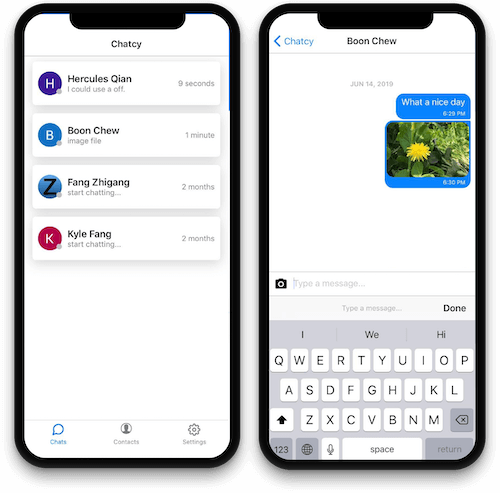 Chatcy
H
Hercules Qian
I could use a off.
9 seconds
B
Boon Chew
image file
1 minute
Z
Fang Zhigang
start chatting...
2 months
K
Kyle Fang
start chatting...
2 months
Chats
Contacts
Settings
Chatcy
Boon Chew
JUN 14, 2019
What a nice day
6:29 PM
6:30 PM
Type a message...
Type a message...
Done
I We Hi
Q W E R T Y U I O P
A S D F G H J K L
Z X C V B N M
123 space return